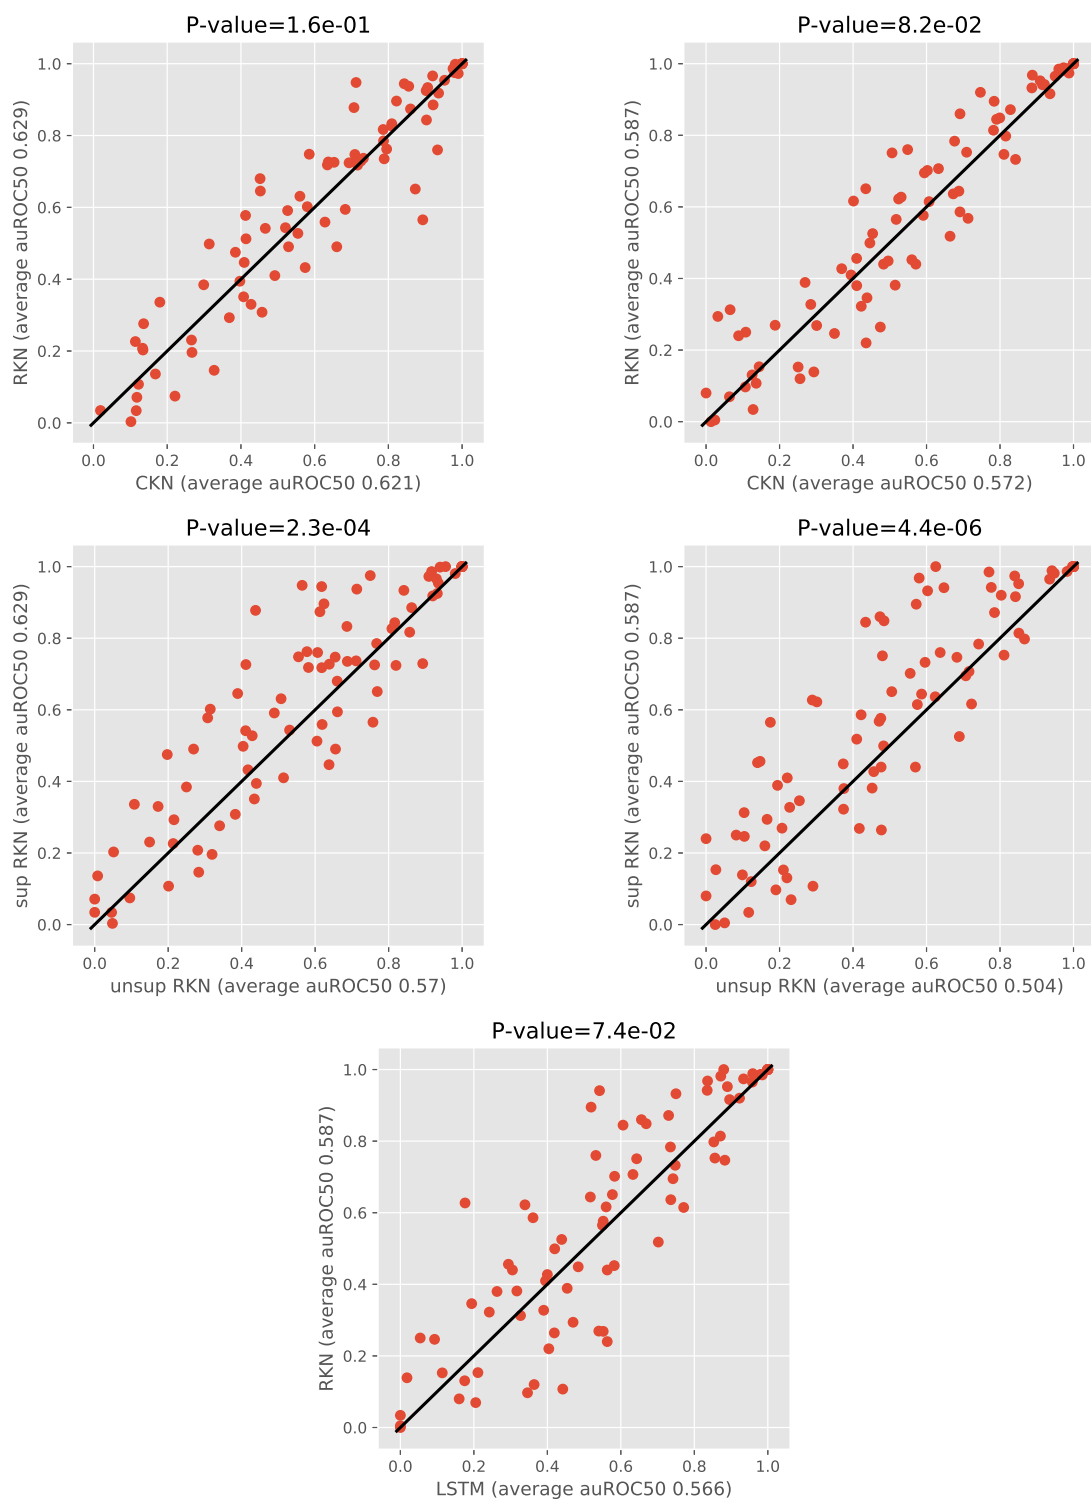 P-value=1.6e-01
RKN (average auROC50 0.629)
1.0
0.8
0.6
0.4
0.2
0.0
0.0 0.2 0.4 0.6 0.8 1.0
CKN (average auROC50 0.621)
P-value=8.2e-02
RKN (average auROC50 0.587)
1.0
0.8
0.6
0.4
0.2
0.0
0.0 0.2 0.4 0.6 0.8 1.0
CKN (average auROC50 0.572)
P-value=2.3e-04
sup RKN (average auROC50 0.629)
1.0
0.8
0.6
0.4
0.2
0.0
0.0 0.2 0.4 0.6 0.8 1.0
unsup RKN (average auROC50 0.57)
P-value=4.4e-06
sup RKN (average auROC50 0.587)
1.0
0.8
0.6
0.4
0.2
0.0
0.0 0.2 0.4 0.6 0.8 1.0
unsup RKN (average auROC50 0.504)
P-value=7.4e-02
RKN (average auROC50 0.587)
1.0
0.8
0.6
0.4
0.2
0.0
0.0 0.2 0.4 0.6 0.8 1.0
LSTM (average auROC50 0.566)